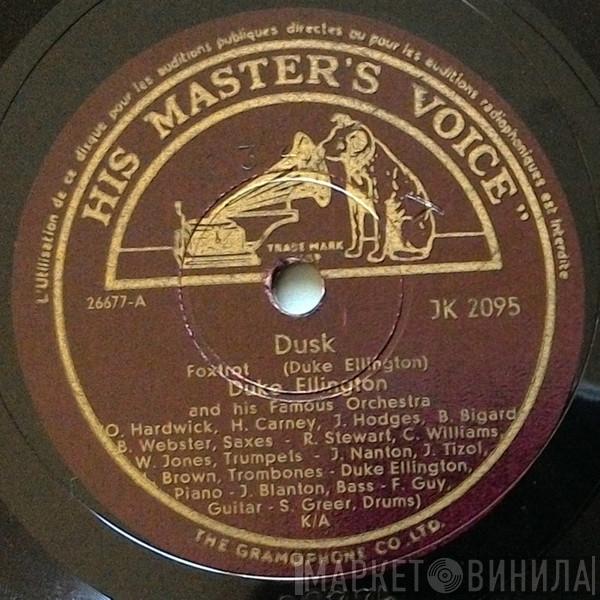 L'Utilisation de ce disque pour les auditions publiques directes ou pour les auditions radiophoniques est interdite
HIS MASTER'S VOICE"
TRADE MARK
26677-A
JK 2095
Dusk
Foxtrot (Duke Ellington)
Duke Ellington
and his Famous Orchestra
(O. Hardwick, H. Carney, J. Hodges, B. Bigard,
B. Webster, Saxes - R. Stewart, C. Williams,
W. Jones, Trumpets - J. Nanton, J. Tizol,
Brown, Trombones - Duke Ellington,
Piano - J. Blanton, Bass - F. Guy,
Guitar - S. Greer, Drums)
K/A
THE GRAMOPHONE CO LTD.
МАРКЕТ ВИНИЛА